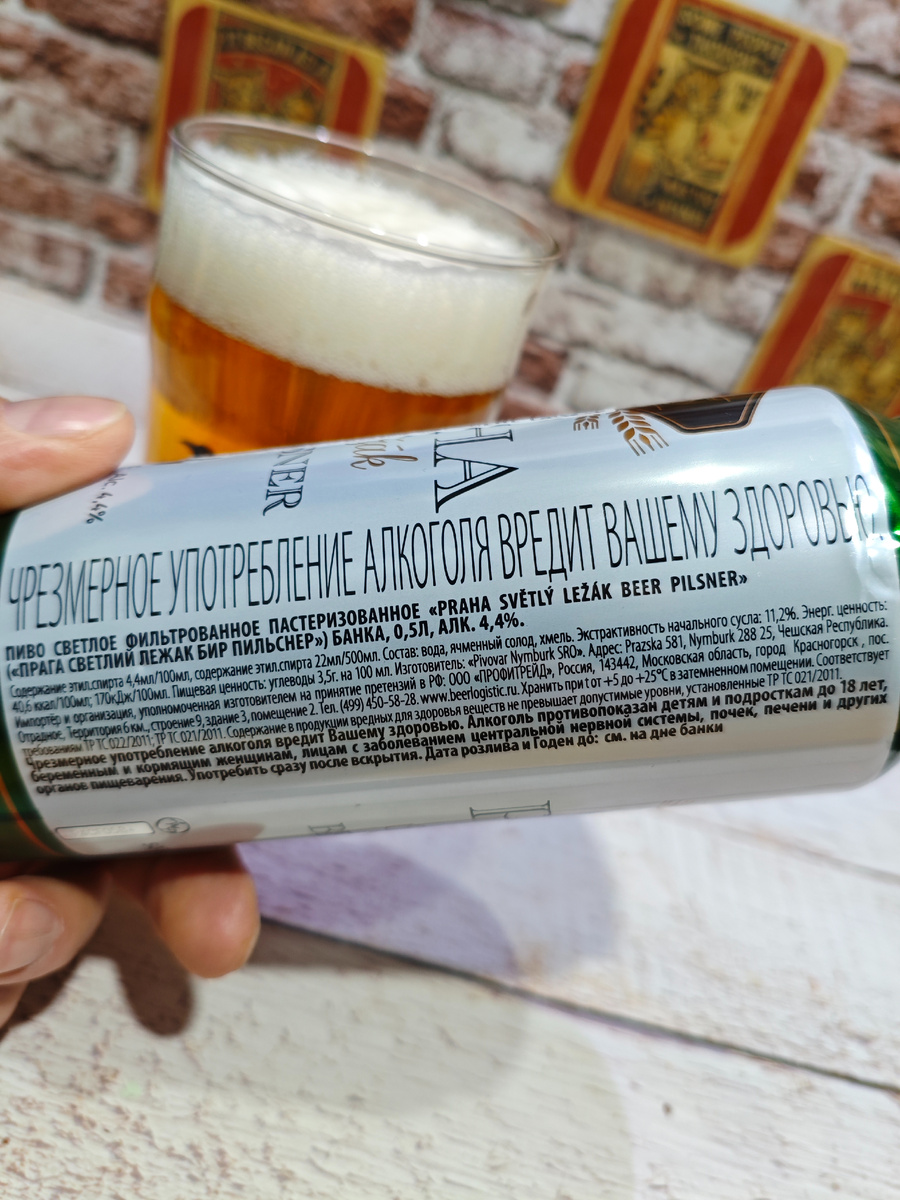 НА
NER
4,4%
ЧРЕЗМЕРНОЕ УПОТРЕБЛЕНИЕ АЛКОГОЛЯ ВРЕДИТ ВАШЕМУ ЗДОРОВЬЮ
ПИВО СВЕТЛОЕ ФИЛЬТРОВАННОЕ ПАСТЕРИЗОВАННОЕ «PRAHA SVĚTLÝ LEŽÁK BEER PILSNER»
(«ПРАГА СВЕТЛИЙ ЛЕЖАК БИР ПИЛЬСНЕР») БАНКА, 0,5Л, АЛК. 4,4%.
Содержание этил.спирта 4,4мл/100мл, содержание этил.спирта 22мл/500мл. Состав: вода, ячменный солод, хмель. Экстрактивность начального сусла: 11,2%. Энерг. ценность:
40,6 ккал/100мл; 170кДж/100мл. Пищевая ценность: углеводы 3,5г. на 100 мл. Изготовитель: «Pivovar Nymburk SRO». Адрес: Prazska 581, Nymburk 288 25, Чешская Республика.
Импортёр и организация, уполномоченная изготовителем на принятие претензий в РФ: ООО «ПРОФИТРЕЙД», Россия, 143442, Московская область, город Красногорск , пос.
Отрадное, Территория 6 км., строение 9, здание 3, помещение 2. Тел. (499) 450-58-28. www.beerlogistic.ru. Хранить при t от +5 до +25°С в затемненном помещении. Соответствует
требованиям ТР ТС 022/2011; ТР ТС 021/2011. Содержание в продукции вредных для здоровья веществ не превышает допустимые уровни, установленные ТР ТС 021/2011.
Чрезмерное употребление алкоголя вредит Вашему здоровью. Алкоголь противопоказан детям и подросткам до 18 лет,
беременным и кормящим женщинам, лицам с заболеванием центральной нервной системы, почек, печени и других
органов пищеварения. Употребить сразу после вскрытия. Дата розлива и Годен до: см. на дне банки